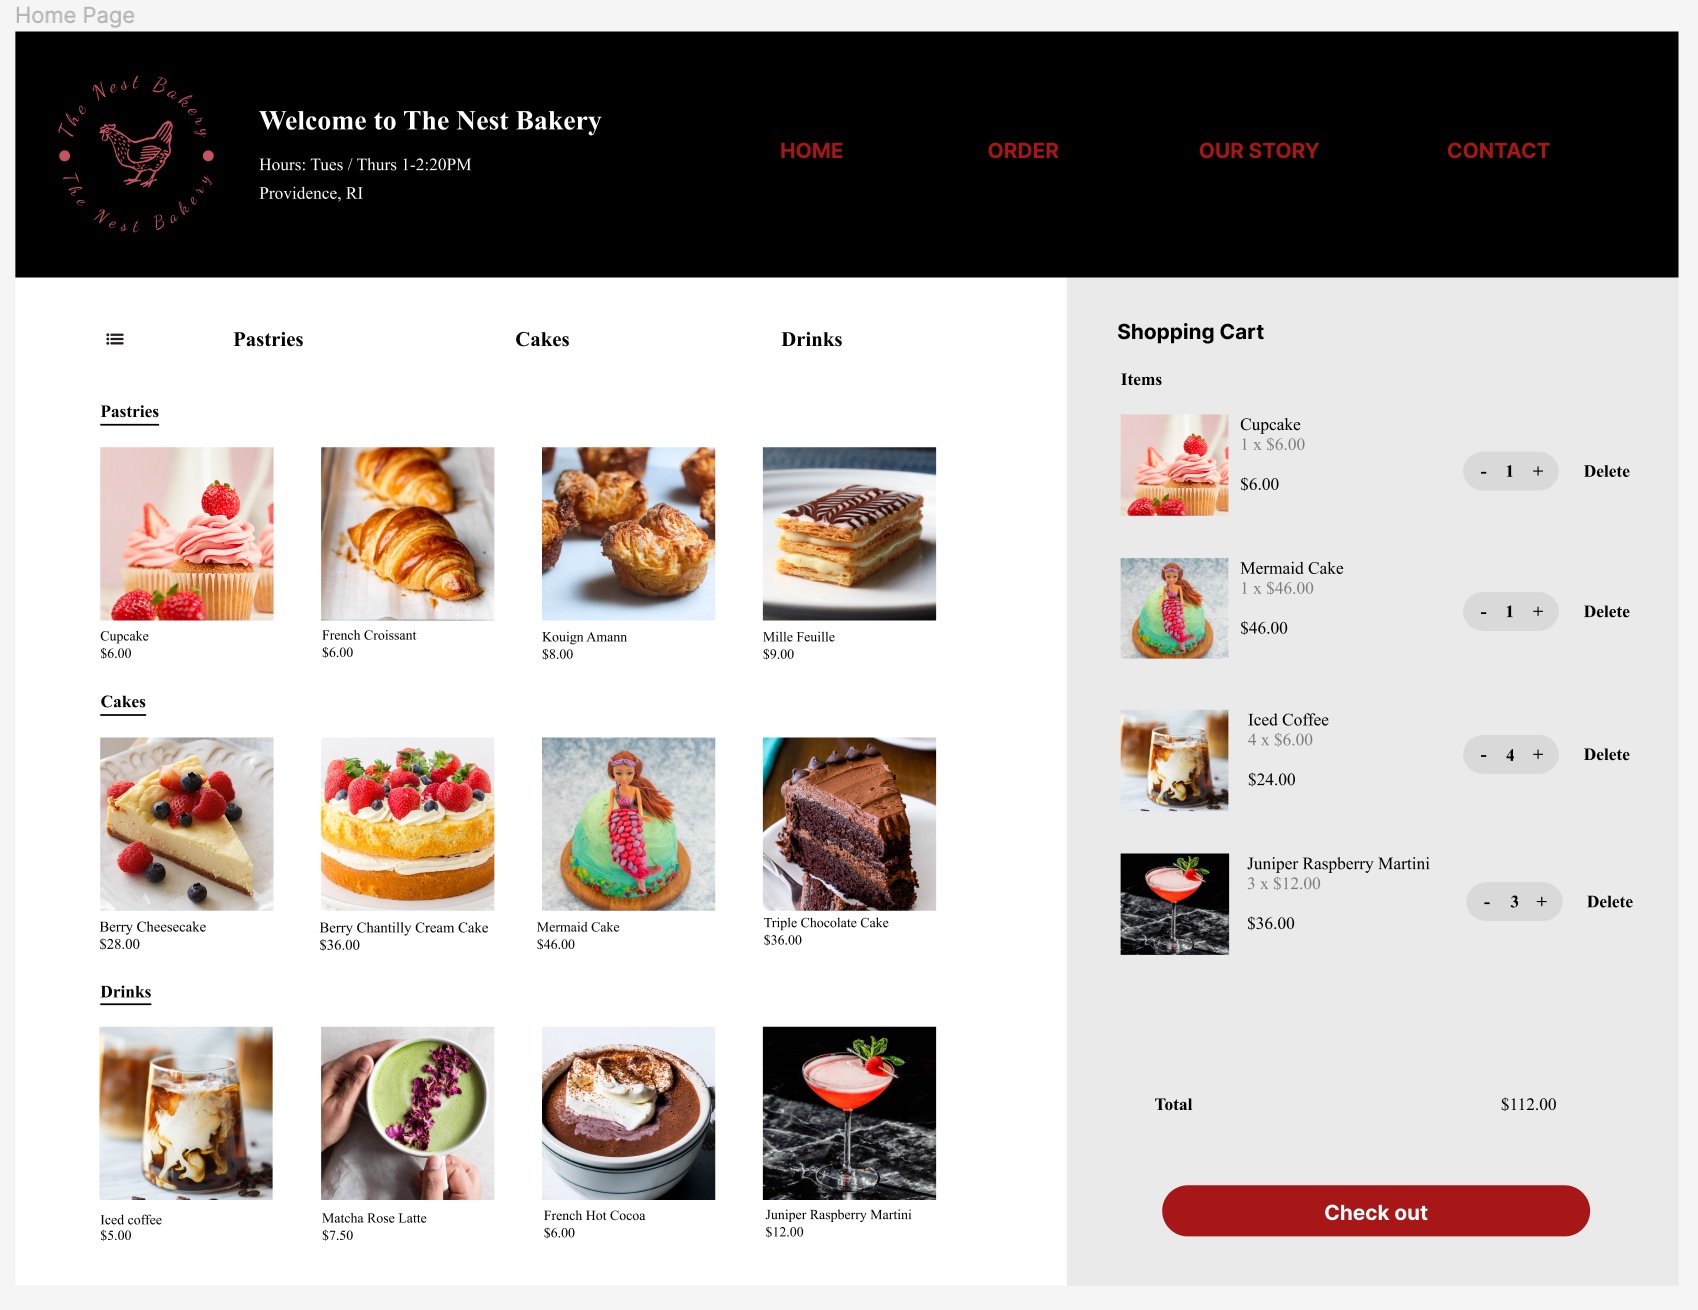 Home Page
The Nest Bakery
The Nest Bakery
Welcome to The Nest Bakery
Hours: Tues / Thurs 1-2:20PM
Providence, RI
HOME
ORDER
OUR STORY
CONTACT
Pastries
Cakes
Drinks
Pastries
Cupcake
$6.00
French Croissant
$6.00
Kouign Amann
$8.00
Mille Feuille
$9.00
Cakes
Berry Cheesecake
$28.00
Berry Chantilly Cream Cake
$36.00
Mermaid Cake
$46.00
Triple Chocolate Cake
$36.00
Drinks
Iced coffee
$5.00
Matcha Rose Latte
$7.50
French Hot Cocoa
$6.00
Juniper Raspberry Martini
$12.00
Shopping Cart
Items
Cupcake
1 x $6.00
$6.00
- 1 +
Delete
Mermaid Cake
1 x $46.00
$46.00
- 1 +
Delete
Iced Coffee
4 x $6.00
$24.00
- 4 +
Delete
Juniper Raspberry Martini
3 x $12.00
$36.00
- 3 +
Delete
Total
$112.00
Check out